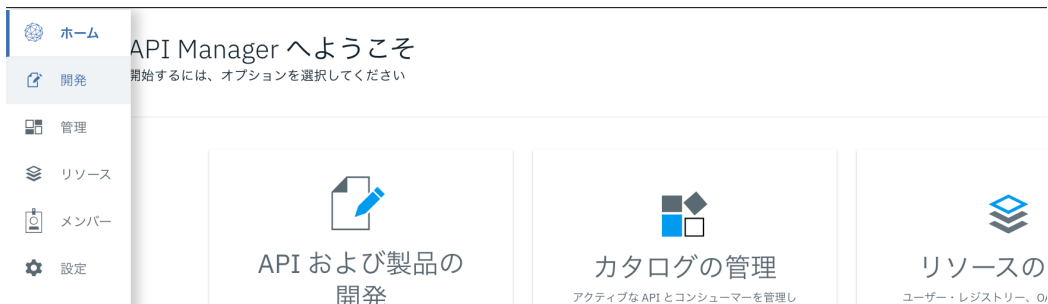 ホーム
API Manager へようこそ
開始するには、オプションを選択してください
開発
管理
リソース
メンバー
設定
API および製品の
開発
カタログの管理
アクティブな API とコンシューマーを管理し
リソースの
ユーザー・レジストリー、